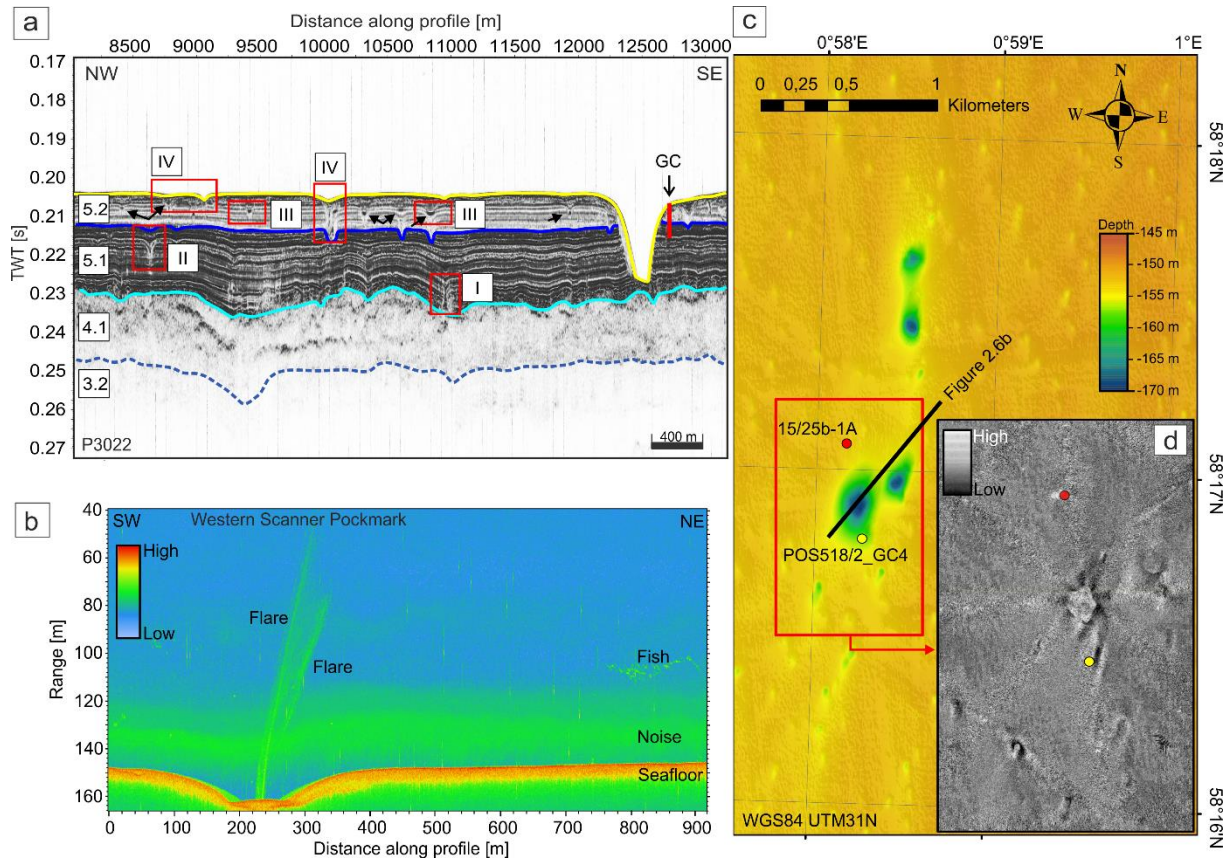 a
Distance along profile [m]
8500 9000 9500 10000 10500 11000 11500 12000 12500 13000
0.17
0.18
0.19
0.20
0.21
0.22
0.23
0.24
0.25
0.26
0.27
TWT [s]
NW
SE
IV
IV
GC
III
III
II
I
5.2
5.1
4.1
3.2
P3022
400 m
b
SW
Western Scanner Pockmark
NE
High
Low
40
60
80
100
120
140
160
Range [m]
Flare
Flare
Fish
Noise
Seafloor
0 100 200 300 400 500 600 700 800 900
Distance along profile [m]
c
0°58'E
0°59'E
1°E
0 0,25 0,5 1
Kilometers
N
W E
S
58°18'N
Depth
-145 m
-150 m
-155 m
-160 m
-165 m
-170 m
Figure 2.6b
15/25b-1A
POS518/2_GC4
58°17'N
58°16'N
WGS84 UTM31N
d
High
Low